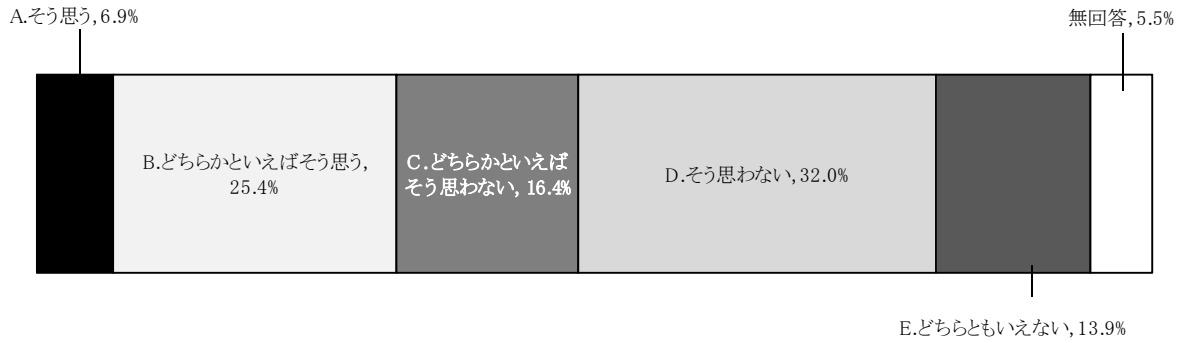 A.そう思う,6.9%
無回答,5.5%
B.どちらかといえばそう思う,
25.4%
C.どちらかといえば
そう思わない,16.4%
D.そう思わない,32.0%
E.どちらともいえない,13.9%